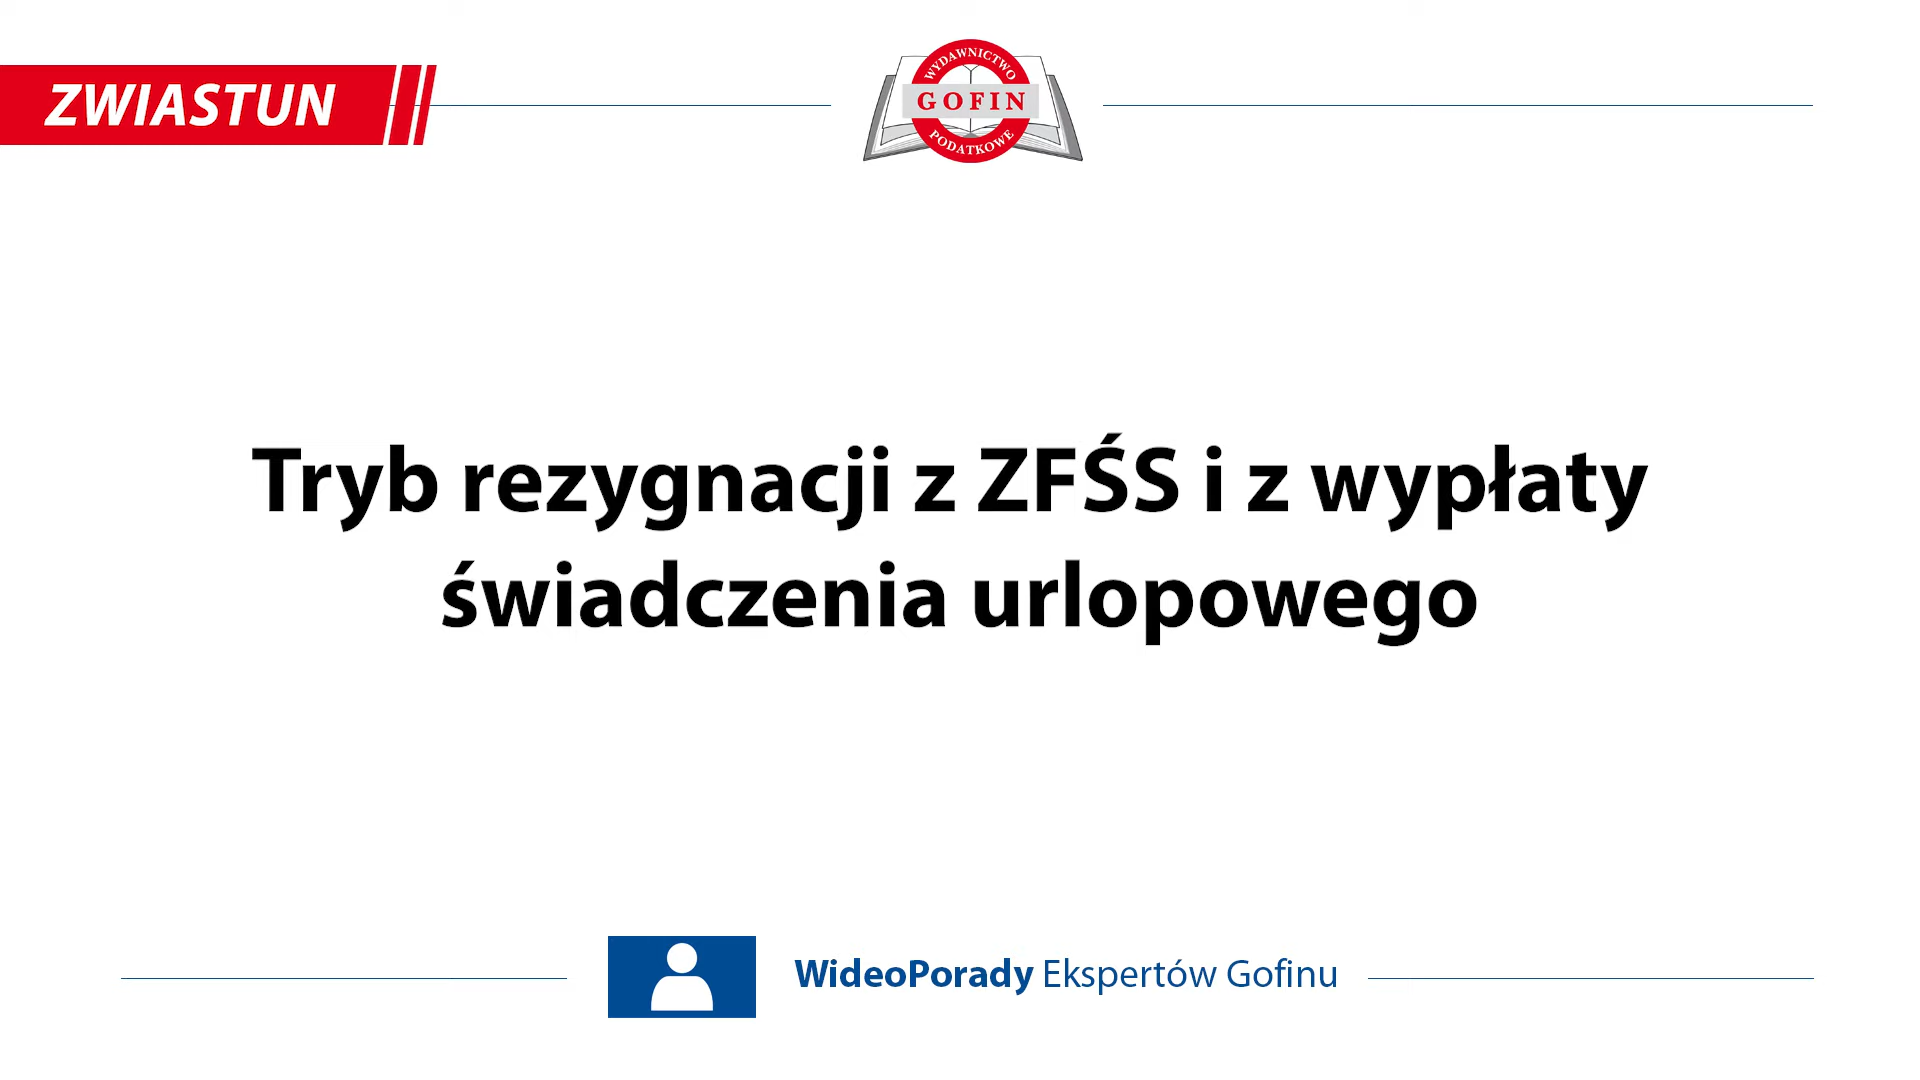 ZWIASTUN
WYDAWNICTWO
GOFIN
PODATKOWE
Tryb rezygnacji z ZFŚS i z wypłaty
świadczenia urlopowego
WideoPorady Ekspertów Gofinu